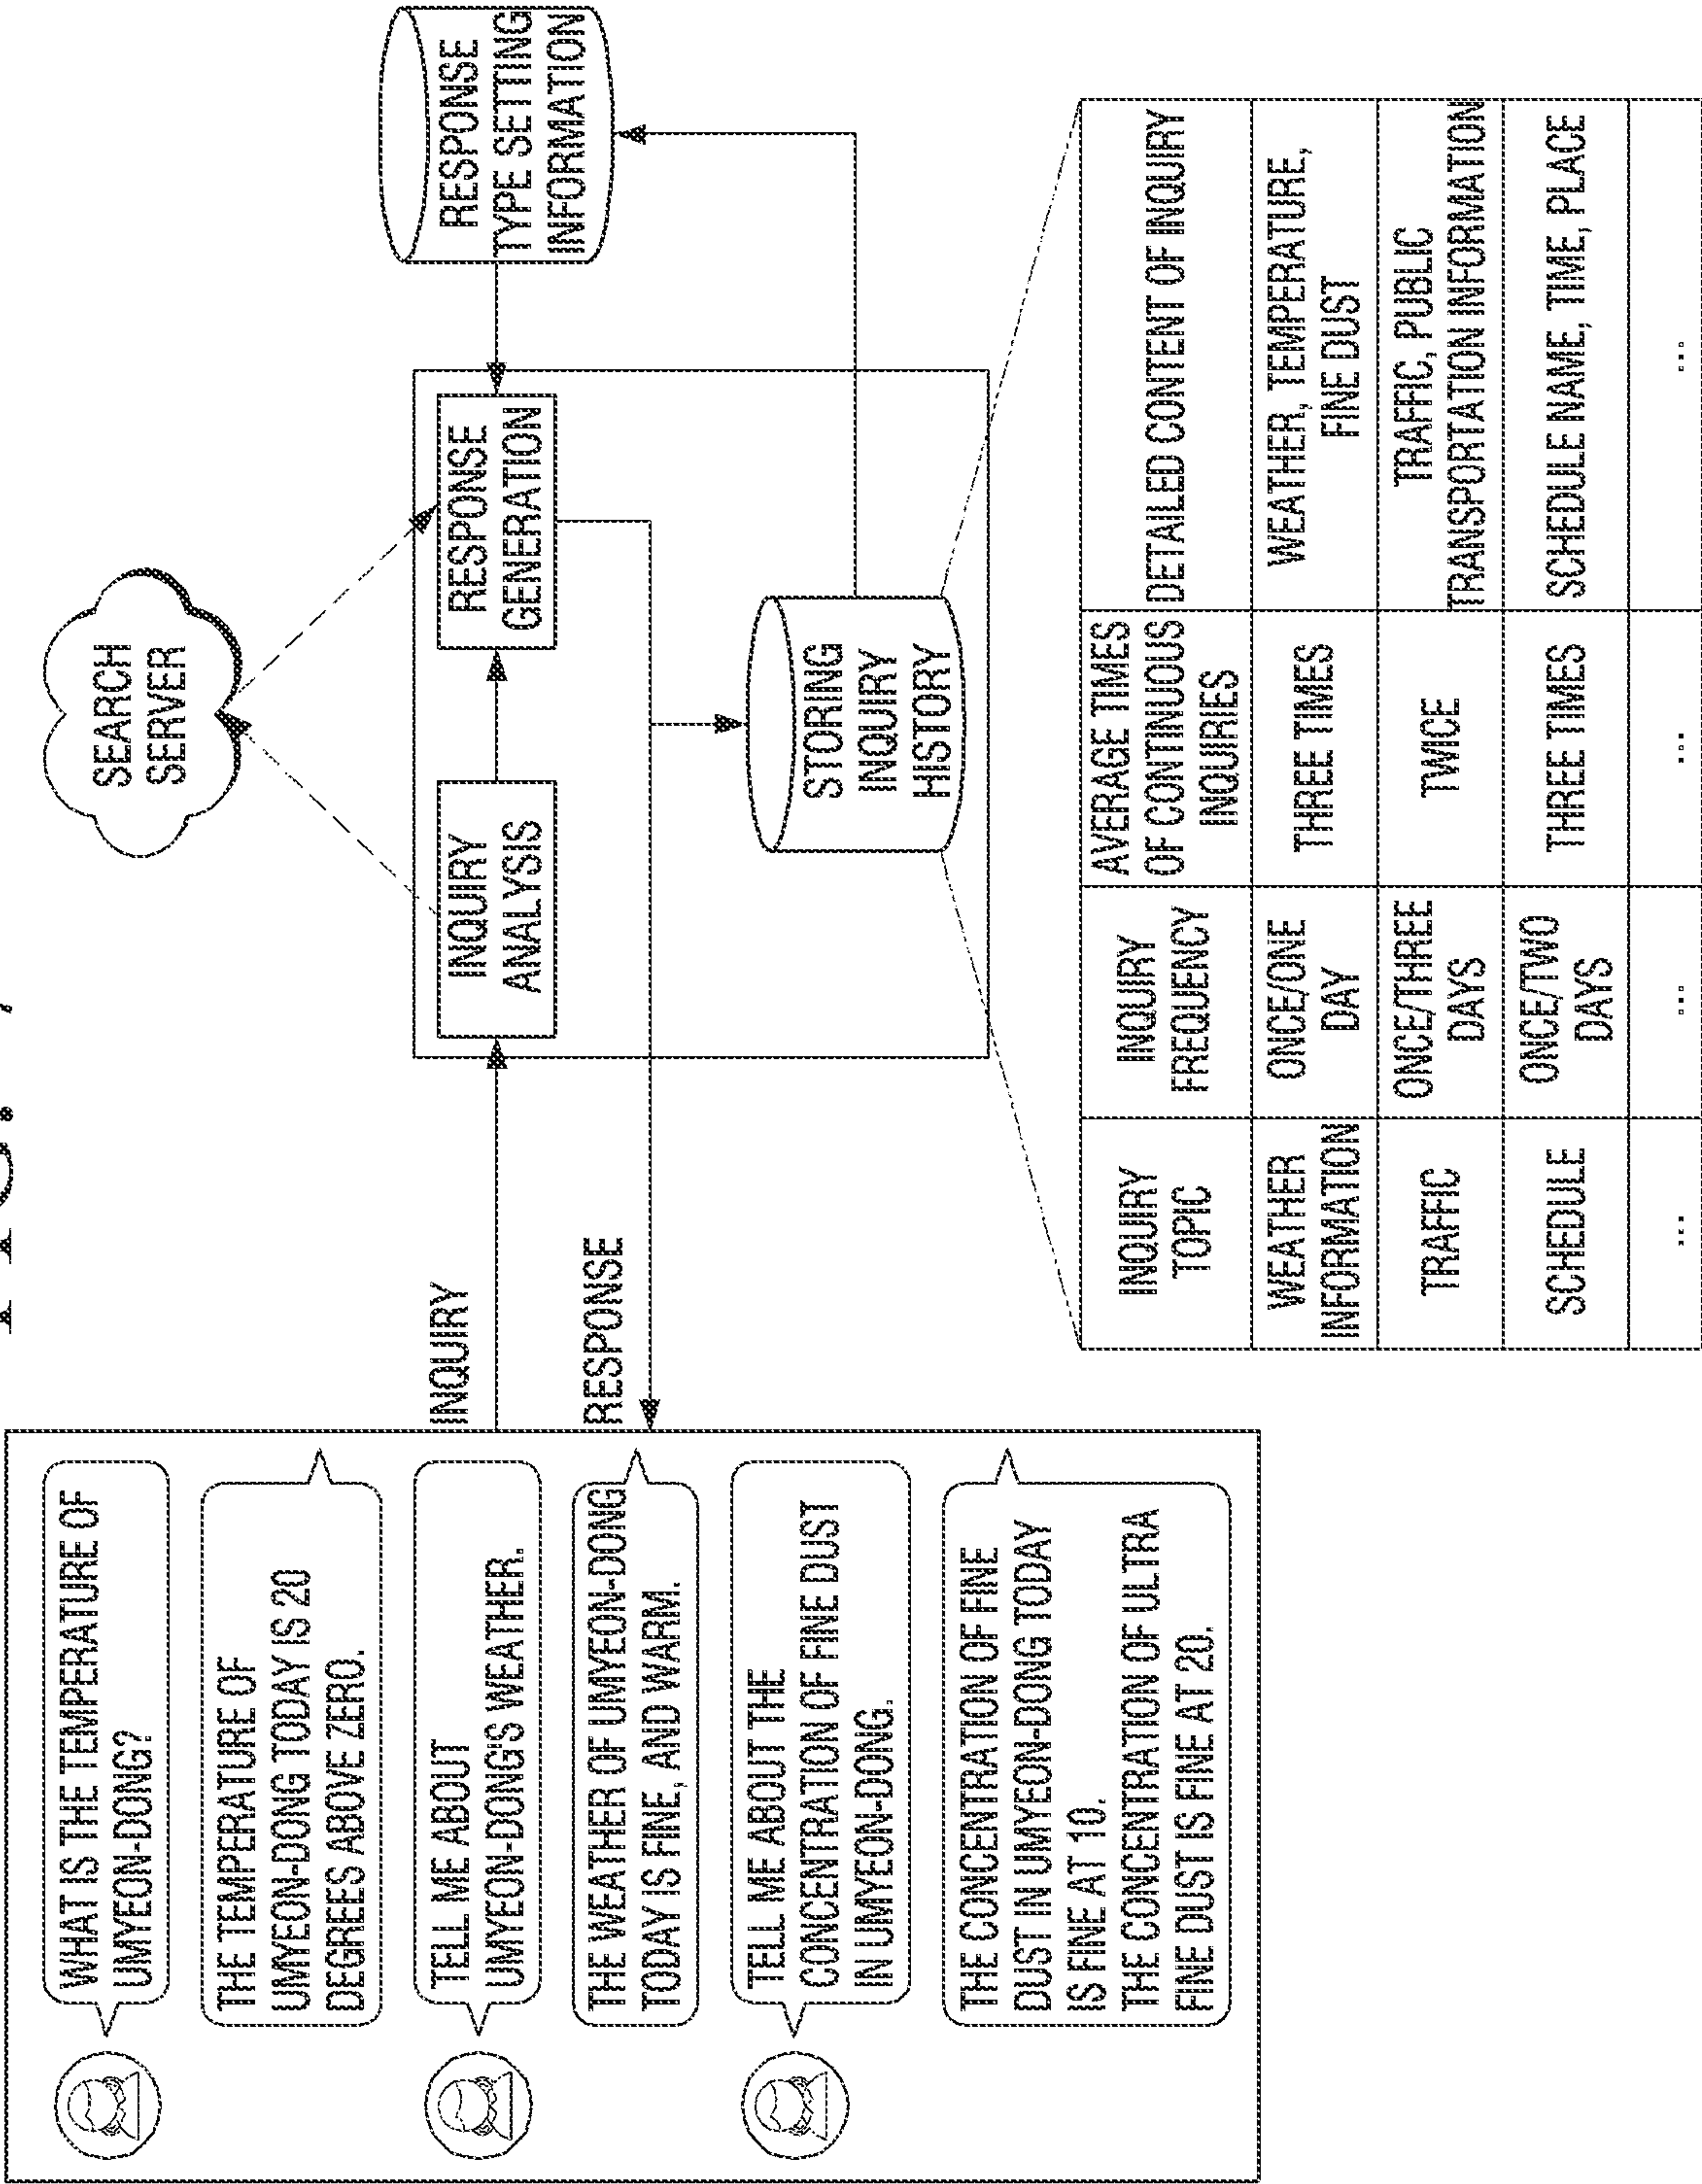 WHAT IS THE TEMPERATURE OF
UMYEON-DONG?
THE TEMPERATURE OF
UMYEON-DONG TODAY IS 20
DEGREES ABOVE ZERO.
TELL ME ABOUT
UMYEON-DONG'S WEATHER.
THE WEATHER OF UMYEON-DONG
TODAY IS FINE, AND WARM.
TELL ME ABOUT THE
CONCENTRATION OF FINE DUST
IN UMYEON-DONG.
THE CONCENTRATION OF FINE
DUST IN UMYEON-DONG TODAY
IS FINE AT 10.
THE CONCENTRATION OF ULTRA
FINE DUST IS FINE AT 20.
INQUIRY
RESPONSE
SEARCH
SERVER
INQUIRY
ANALYSIS
RESPONSE
GENERATION
RESPONSE
TYPE SETTING
INFORMATION
STORING
INQUIRY
HISTORY
INQUIRY
TOPIC
INQUIRY
FREQUENCY
AVERAGE TIMES
OF CONTINUOUS
INQUIRIES
DETAILED CONTENT OF INQUIRY
WEATHER
INFORMATION
ONCE/ONE
DAY
THREE TIMES
WEATHER, TEMPERATURE,
FINE DUST
TRAFFIC
ONCE/THREE
DAYS
TWICE
TRAFFIC, PUBLIC
TRANSPORTATION INFORMATION
SCHEDULE
ONCE/TWO
DAYS
THREE TIMES
SCHEDULE NAME, TIME, PLACE
...
...
...
...